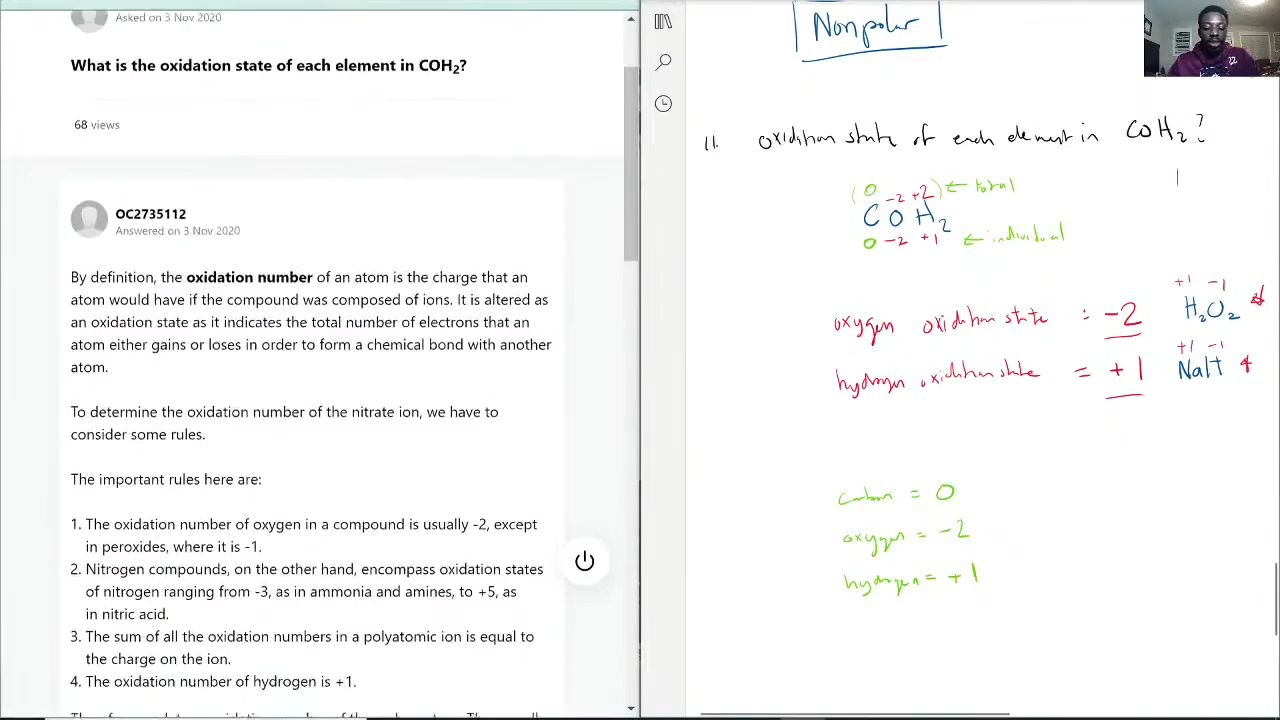 Asked on 3 Nov 2020
What is the oxidation state of each element in COH₂?
68 views
OC2735112
Answered on 3 Nov 2020
By definition, the oxidation number of an atom is the charge that an
atom would have if the compound was composed of ions. It is altered as
an oxidation state as it indicates the total number of electrons that an
atom either gains or loses in order to form a chemical bond with another
atom.
To determine the oxidation number of the nitrate ion, we have to
consider some rules.
The important rules here are:
1. The oxidation number of oxygen in a compound is usually -2, except
in peroxides, where it is -1.
2. Nitrogen compounds, on the other hand, encompass oxidation states
of nitrogen ranging from -3, as in ammonia and amines, to +5, as
in nitric acid.
3. The sum of all the oxidation numbers in a polyatomic ion is equal to
the charge on the ion.
4. The oxidation number of hydrogen is +1.
Nonpolar
11. oxidation state of each element in COH₂?
(0 -2 +2) ← total
C O H₂
0 -2 +1 ← individual
+1 -1
H₂O₂
oxygen oxidition state = -2
+1 -1
NaH
hydrogen oxidition state = +1
carbon = 0
oxygen = -2
hydrogen = +1